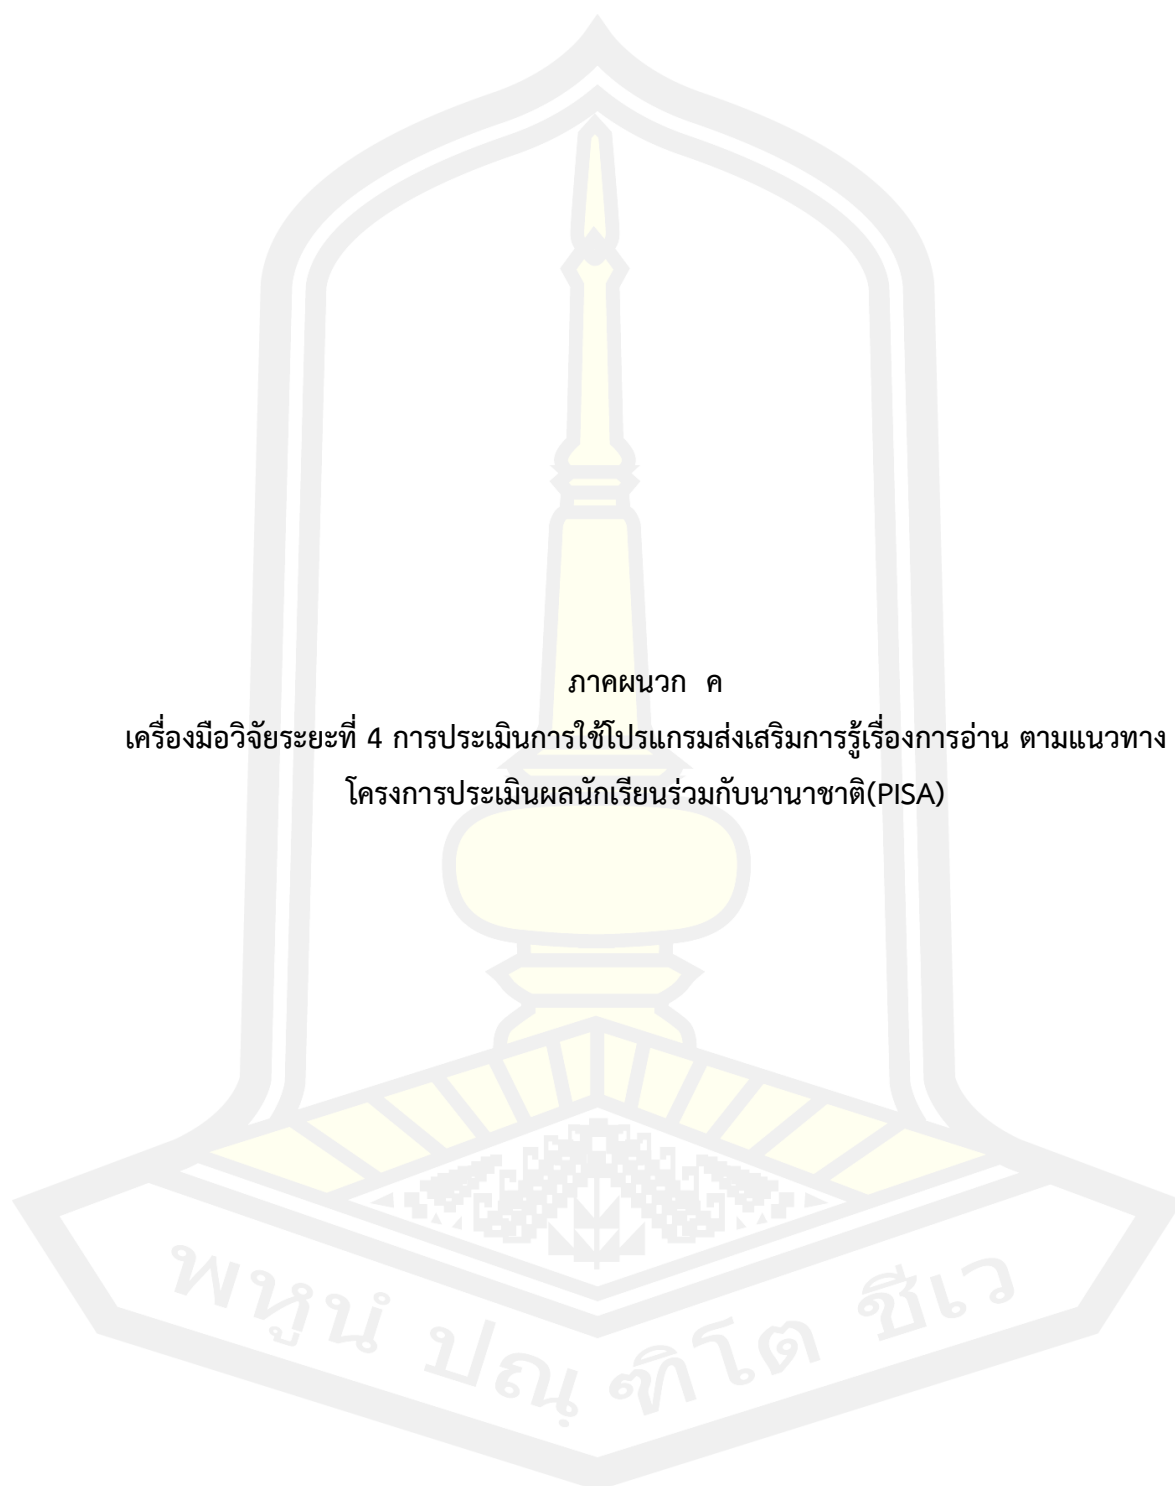 ภาคผนวก ค
เครื่องมือวิจัยระยะที่ 4 การประเมินการใช้โปรแกรมส่งเสริมการรู้เรื่องการอ่าน ตามแนวทาง
โครงการประเมินผลนักเรียนร่วมกับนานาชาติ(PISA)
พหูนํ ปณฺฑิโต ชีเว